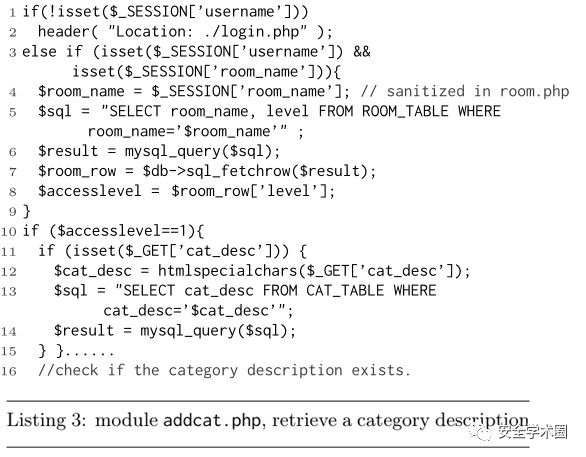 1 if(!isset($_SESSION['username']))
2 header( "Location: ./login.php" );
3 else if (isset($_SESSION['username']) &&
isset($_SESSION['room_name'])){
4 $room_name = $_SESSION['room_name']; // sanitized in room.php
5 $sql = "SELECT room_name, level FROM ROOM_TABLE WHERE
room_name='$room_name'" ;
6 $result = mysql_query($sql);
7 $room_row = $db->sql_fetchrow($result);
8 $accesslevel = $room_row['level'];
9 }
10 if ($accesslevel==1){
11 if (isset($_GET['cat_desc'])) {
12 $cat_desc = htmlspecialchars($_GET['cat_desc']);
13 $sql = "SELECT cat_desc FROM CAT_TABLE WHERE
cat_desc='$cat_desc'";
14 $result = mysql_query($sql);
15 } }......
16 //check if the category description exists.
Listing 3: module addcat.php, retrieve a category description
安全学术圈